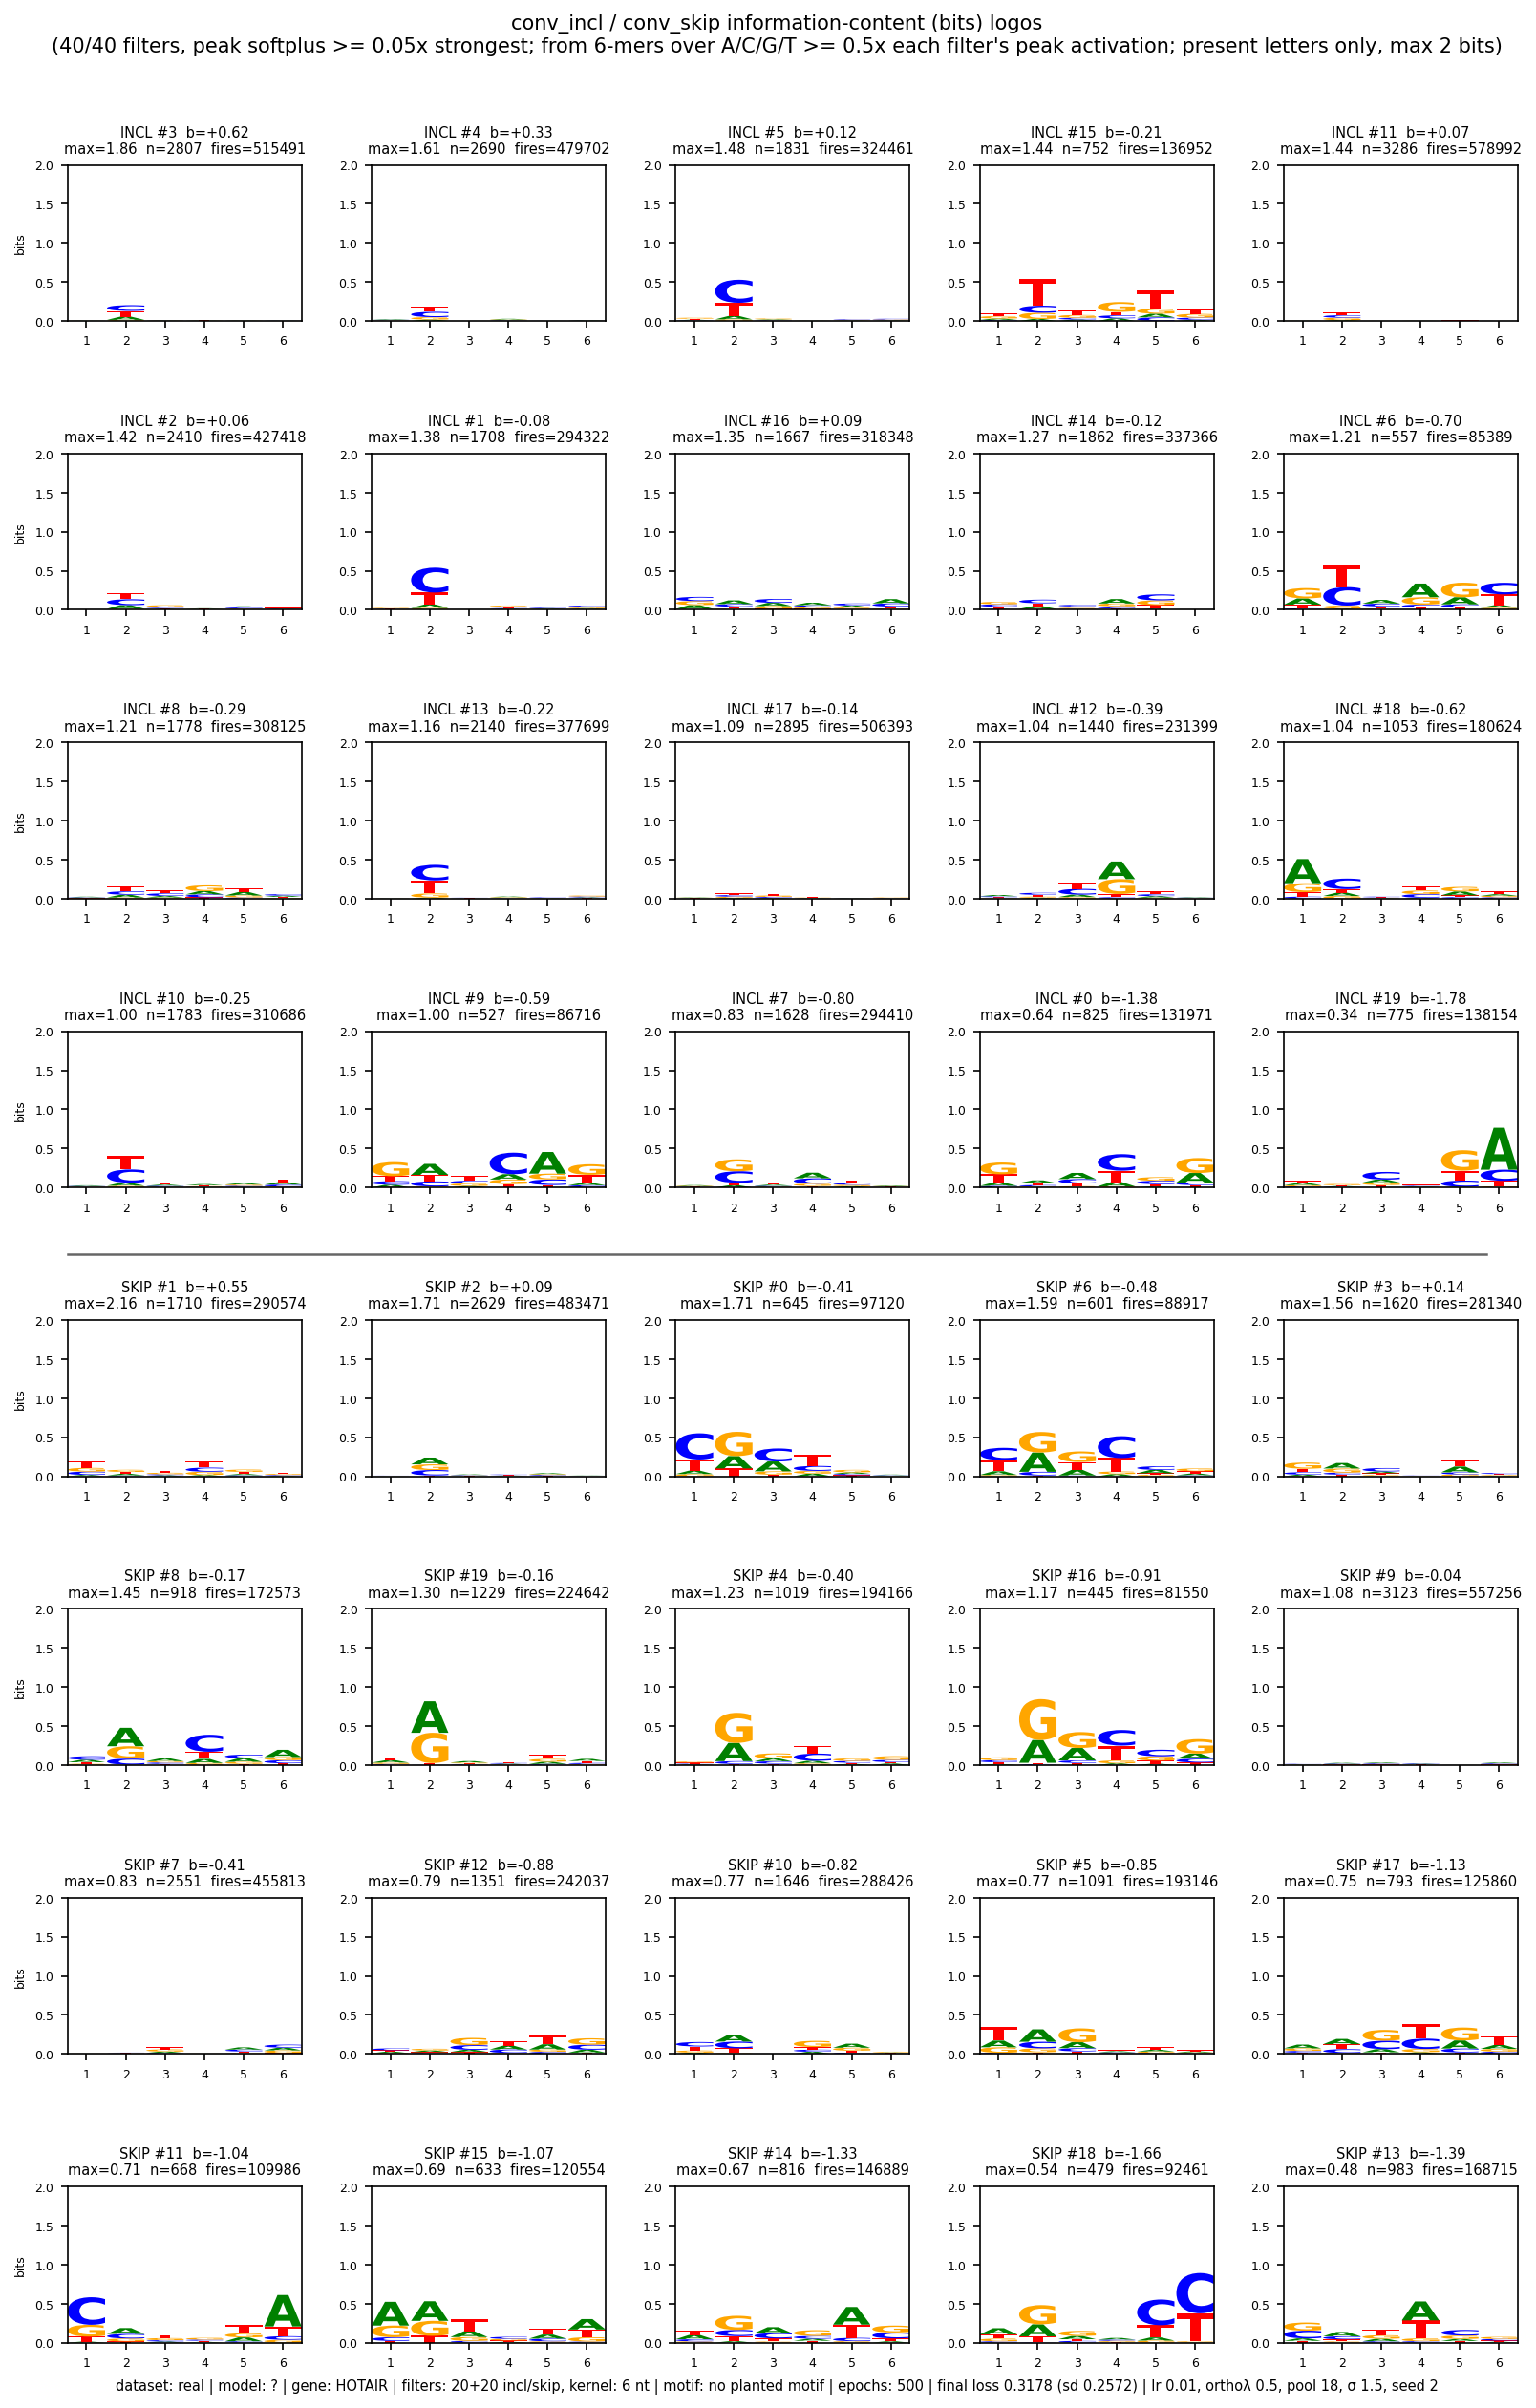 conv_incl / conv_skip information-content (bits) logos
(40/40 filters, peak softplus >= 0.05x strongest; from 6-mers over A/C/G/T >= 0.5x each filter's peak activation; present letters only, max 2 bits)
INCL #3 b=+0.62
max=1.86 n=2807 fires=515491
INCL #4 b=+0.33
max=1.61 n=2690 fires=479702
INCL #5 b=+0.12
max=1.48 n=1831 fires=324461
INCL #15 b=-0.21
max=1.44 n=752 fires=136952
INCL #11 b=+0.07
max=1.44 n=3286 fires=578992
INCL #2 b=+0.06
max=1.42 n=2410 fires=427418
INCL #1 b=-0.08
max=1.38 n=1708 fires=294322
INCL #16 b=+0.09
max=1.35 n=1667 fires=318348
INCL #14 b=-0.12
max=1.27 n=1862 fires=337366
INCL #6 b=-0.70
max=1.21 n=557 fires=85389
INCL #8 b=-0.29
max=1.21 n=1778 fires=308125
INCL #13 b=-0.22
max=1.16 n=2140 fires=377699
INCL #17 b=-0.14
max=1.09 n=2895 fires=506393
INCL #12 b=-0.39
max=1.04 n=1440 fires=231399
INCL #18 b=-0.62
max=1.04 n=1053 fires=180624
INCL #10 b=-0.25
max=1.00 n=1783 fires=310686
INCL #9 b=-0.59
max=1.00 n=527 fires=86716
INCL #7 b=-0.80
max=0.83 n=1628 fires=294410
INCL #0 b=-1.38
max=0.64 n=825 fires=131971
INCL #19 b=-1.78
max=0.34 n=775 fires=138154
SKIP #1 b=+0.55
max=2.16 n=1710 fires=290574
SKIP #2 b=+0.09
max=1.71 n=2629 fires=483471
SKIP #0 b=-0.41
max=1.71 n=645 fires=97120
SKIP #6 b=-0.48
max=1.59 n=601 fires=88917
SKIP #3 b=+0.14
max=1.56 n=1620 fires=281340
SKIP #8 b=-0.17
max=1.45 n=918 fires=172573
SKIP #19 b=-0.16
max=1.30 n=1229 fires=224642
SKIP #4 b=-0.40
max=1.23 n=1019 fires=194166
SKIP #16 b=-0.91
max=1.17 n=445 fires=81550
SKIP #9 b=-0.04
max=1.08 n=3123 fires=557256
SKIP #7 b=-0.41
max=0.83 n=2551 fires=455813
SKIP #12 b=-0.88
max=0.79 n=1351 fires=242037
SKIP #10 b=-0.82
max=0.77 n=1646 fires=288426
SKIP #5 b=-0.85
max=0.77 n=1091 fires=193146
SKIP #17 b=-1.13
max=0.75 n=793 fires=125860
SKIP #11 b=-1.04
max=0.71 n=668 fires=109986
SKIP #15 b=-1.07
max=0.69 n=633 fires=120554
SKIP #14 b=-1.33
max=0.67 n=816 fires=146889
SKIP #18 b=-1.66
max=0.54 n=479 fires=92461
SKIP #13 b=-1.39
max=0.48 n=983 fires=168715
dataset: real | model: ? | gene: HOTAIR | filters: 20+20 incl/skip, kernel: 6 nt | motif: no planted motif | epochs: 500 | final loss 0.3178 (sd 0.2572) | lr 0.01, orthoλ 0.5, pool 18, σ 1.5, seed 2